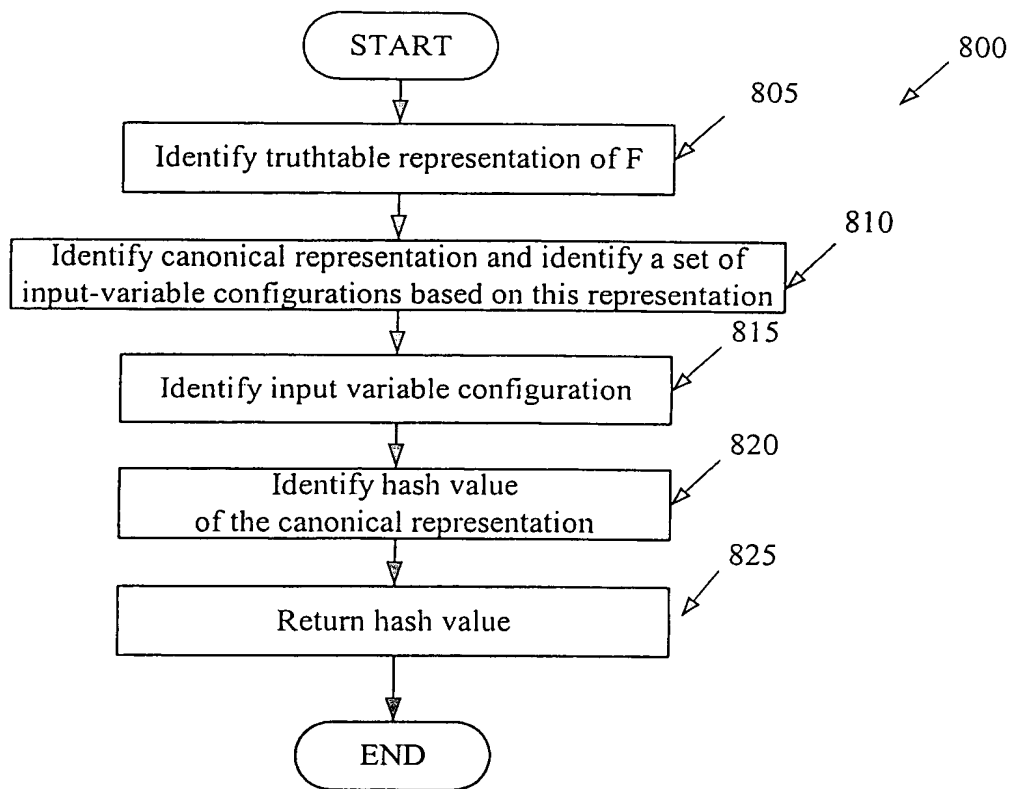 START
800
805
Identify truthtable representation of F
810
Identify canonical representation and identify a set of
input-variable configurations based on this representation
815
Identify input variable configuration
820
Identify hash value
of the canonical representation
825
Return hash value
END